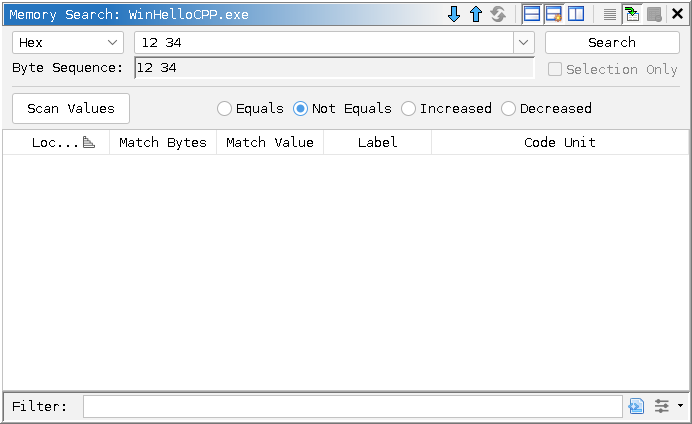 Memory Search: WinHelloCPP.exe
Hex 12 34 Search
Byte Sequence: 12 34 Selection Only
Scan Values Equals Not Equals Increased Decreased
Loc... Match Bytes Match Value Label Code Unit
Filter: